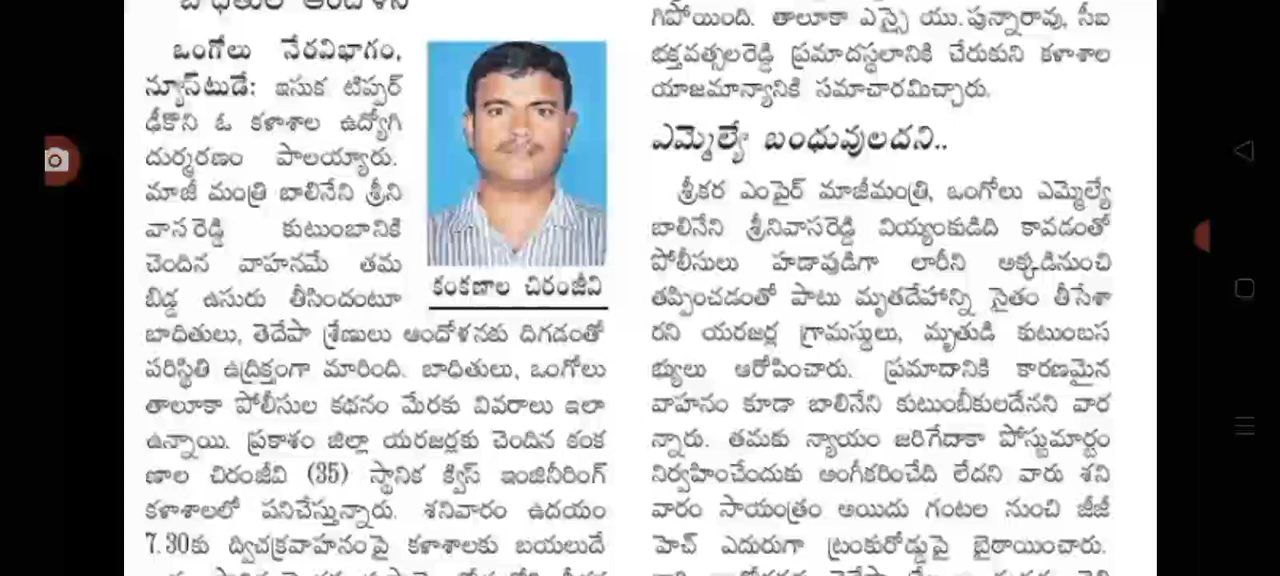 బాధితుల ఆందోళన
ఒంగోలు నేరవిభాగం,
న్యూస్‌టుడే: ఇసుక టిప్పర్
ఢీకొని ఓ కళాశాల ఉద్యోగి
దుర్మరణం పాలయ్యారు.
మాజీ మంత్రి బాలినేని శ్రీని
వాసరెడ్డి కుటుంబానికి
చెందిన వాహనమే తమ
బిడ్డ ఉసురు తీసిందంటూ
కంకణాల చిరంజీవి
బాధితులు, తెదేపా శ్రేణులు ఆందోళనకు దిగడంతో
పరిస్థితి ఉద్రిక్తంగా మారింది. బాధితులు, ఒంగోలు
తాలూకా పోలీసుల కథనం మేరకు వివరాలు ఇలా
ఉన్నాయి. ప్రకాశం జిల్లా యరజర్లకు చెందిన కంక
ణాల చిరంజీవి (35) స్థానిక క్విస్ ఇంజినీరింగ్
కళాశాలలో పనిచేస్తున్నారు. శనివారం ఉదయం
7.30కు ద్విచక్రవాహనంపై కళాశాలకు బయలుదే
గిపోయింది. తాలూకా ఎస్సై యు.పున్నారావు, సీఐ
భక్తవత్సలరెడ్డి ప్రమాదస్థలానికి చేరుకుని కళాశాల
యాజమాన్యానికి సమాచారమిచ్చారు.
ఎమ్మెల్యే బంధువులదని..
శ్రీకర ఎంపైర్ మాజీమంత్రి, ఒంగోలు ఎమ్మెల్యే
బాలినేని శ్రీనివాసరెడ్డి వియ్యంకుడిది కావడంతో
పోలీసులు హడావుడిగా లారీని అక్కడినుంచి
తప్పించడంతో పాటు మృతదేహాన్ని సైతం తీసేశా
రని యరజర్ల గ్రామస్థులు, మృతుడి కుటుంబస
భ్యులు ఆరోపించారు. ప్రమాదానికి కారణమైన
వాహనం కూడా బాలినేని కుటుంబీకులదేనని వార
న్నారు. తమకు న్యాయం జరిగేదాకా పోస్టుమార్టం
నిర్వహించేందుకు అంగీకరించేది లేదని వారు శని
వారం సాయంత్రం అయిదు గంటల నుంచి జీజీ
హెచ్ ఎదురుగా ట్రంకురోడ్డుపై బైఠాయించారు.